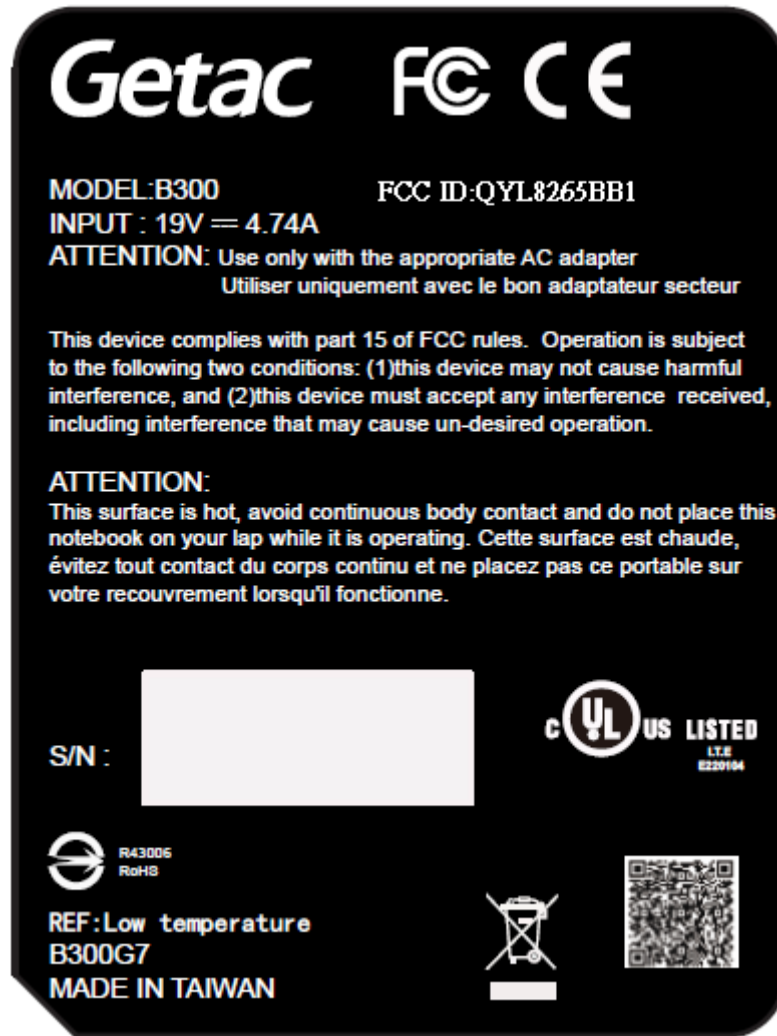 Getac FC CE
MODEL:B300 FCC ID:QYL8265BB1
INPUT : 19V ⎓ 4.74A
ATTENTION: Use only with the appropriate AC adapter
Utiliser uniquement avec le bon adaptateur secteur
This device complies with part 15 of FCC rules. Operation is subject
to the following two conditions: (1)this device may not cause harmful
interference, and (2)this device must accept any interference received,
including interference that may cause un-desired operation.
ATTENTION:
This surface is hot, avoid continuous body contact and do not place this
notebook on your lap while it is operating. Cette surface est chaude,
évitez tout contact du corps continu et ne placez pas ce portable sur
votre recouvrement lorsqu'il fonctionne.
S/N :
C UL US LISTED
I.T.E
E220104
R43006
RoHS
REF:Low temperature
B300G7
MADE IN TAIWAN